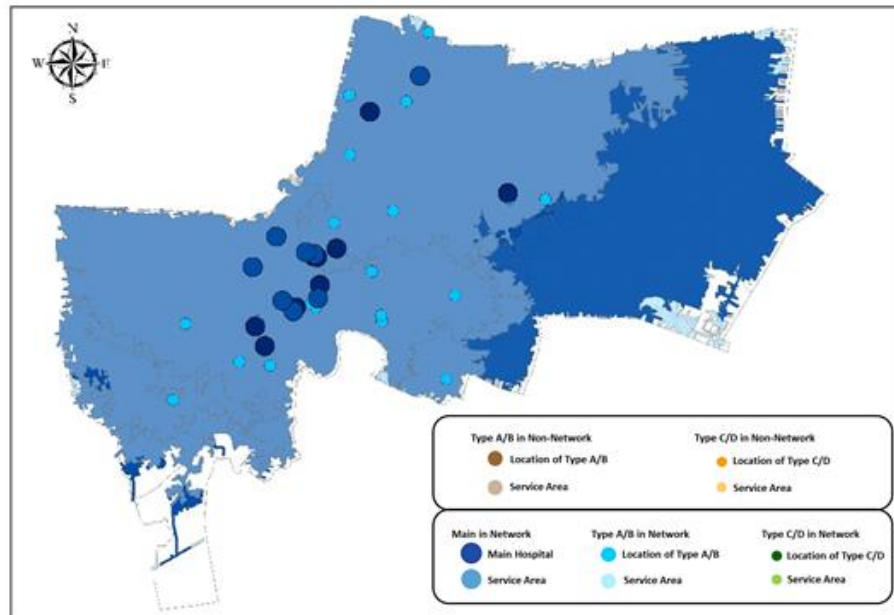 N
W E
S
Type A/B in Non-Network Type C/D in Non-Network
Location of Type A/B Location of Type C/D
Service Area Service Area
Main in Network Type A/B in Network Type C/D in Network
Main Hospital Location of Type A/B Location of Type C/D
Service Area Service Area Service Area